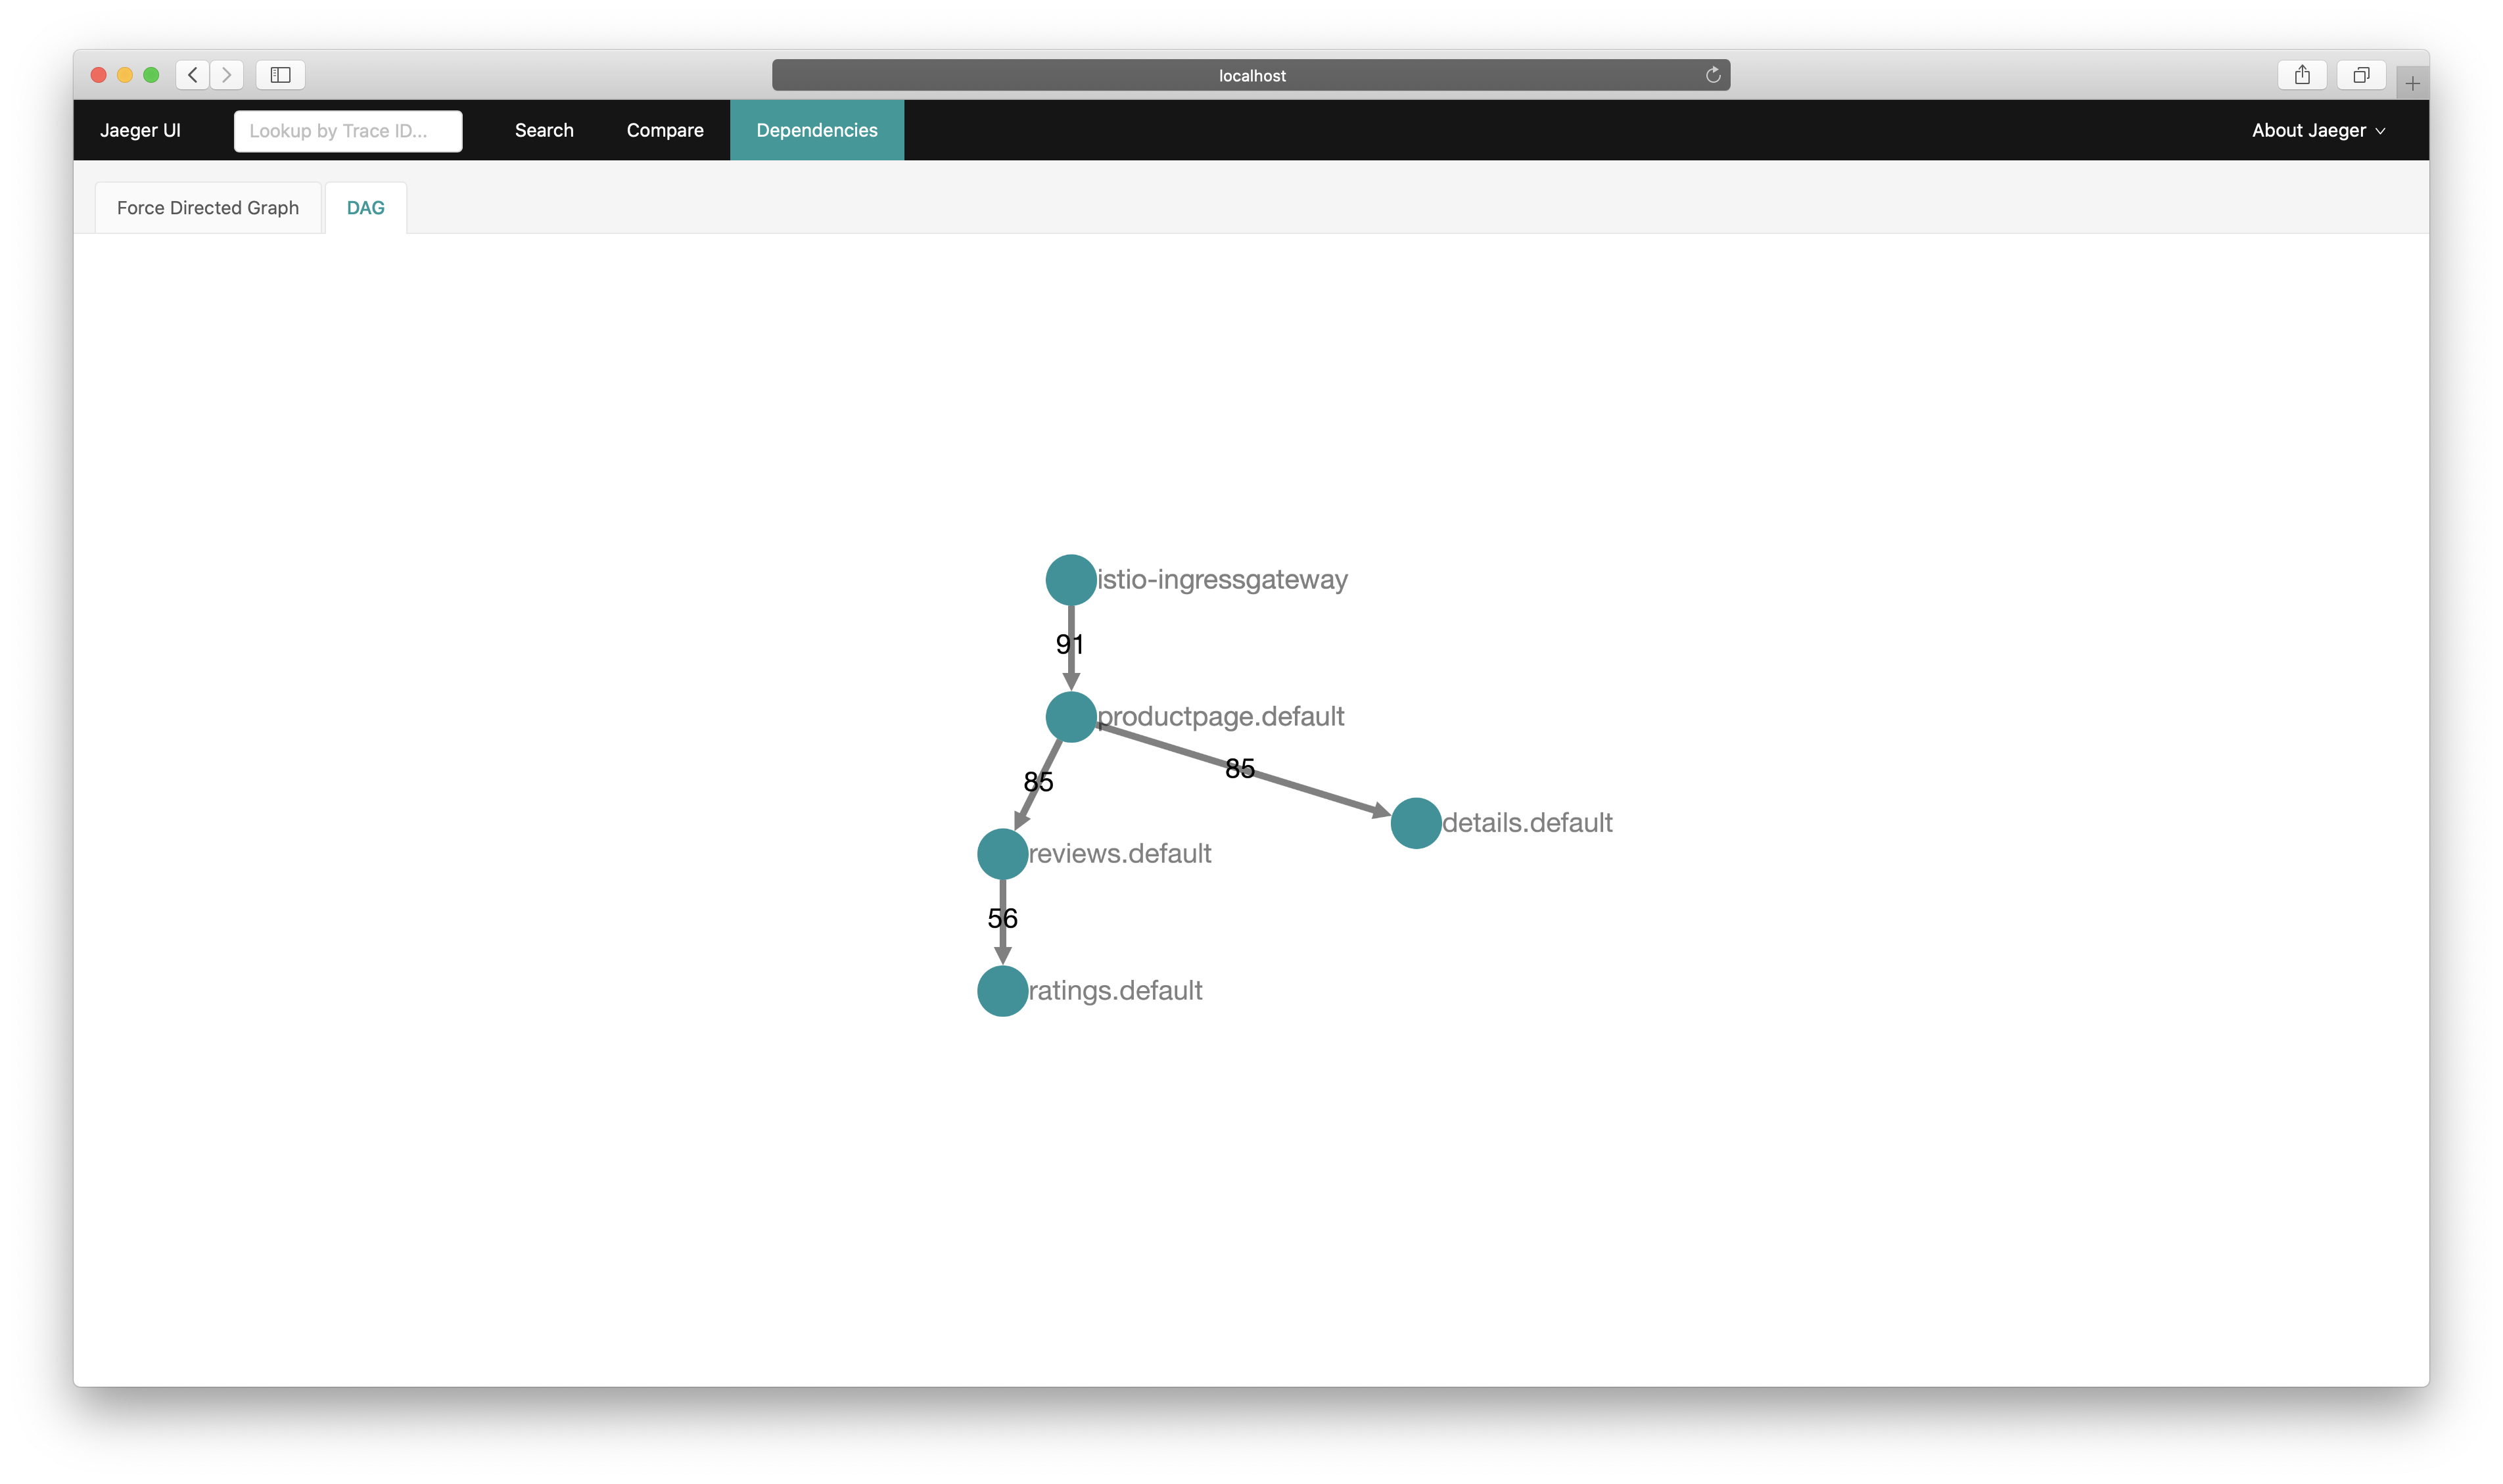 localhost
Jaeger UI
Lookup by Trace ID...
Search
Compare
Dependencies
About Jaeger
Force Directed Graph
DAG
istio-ingressgateway
91
productpage.default
85
85
details.default
reviews.default
56
ratings.default